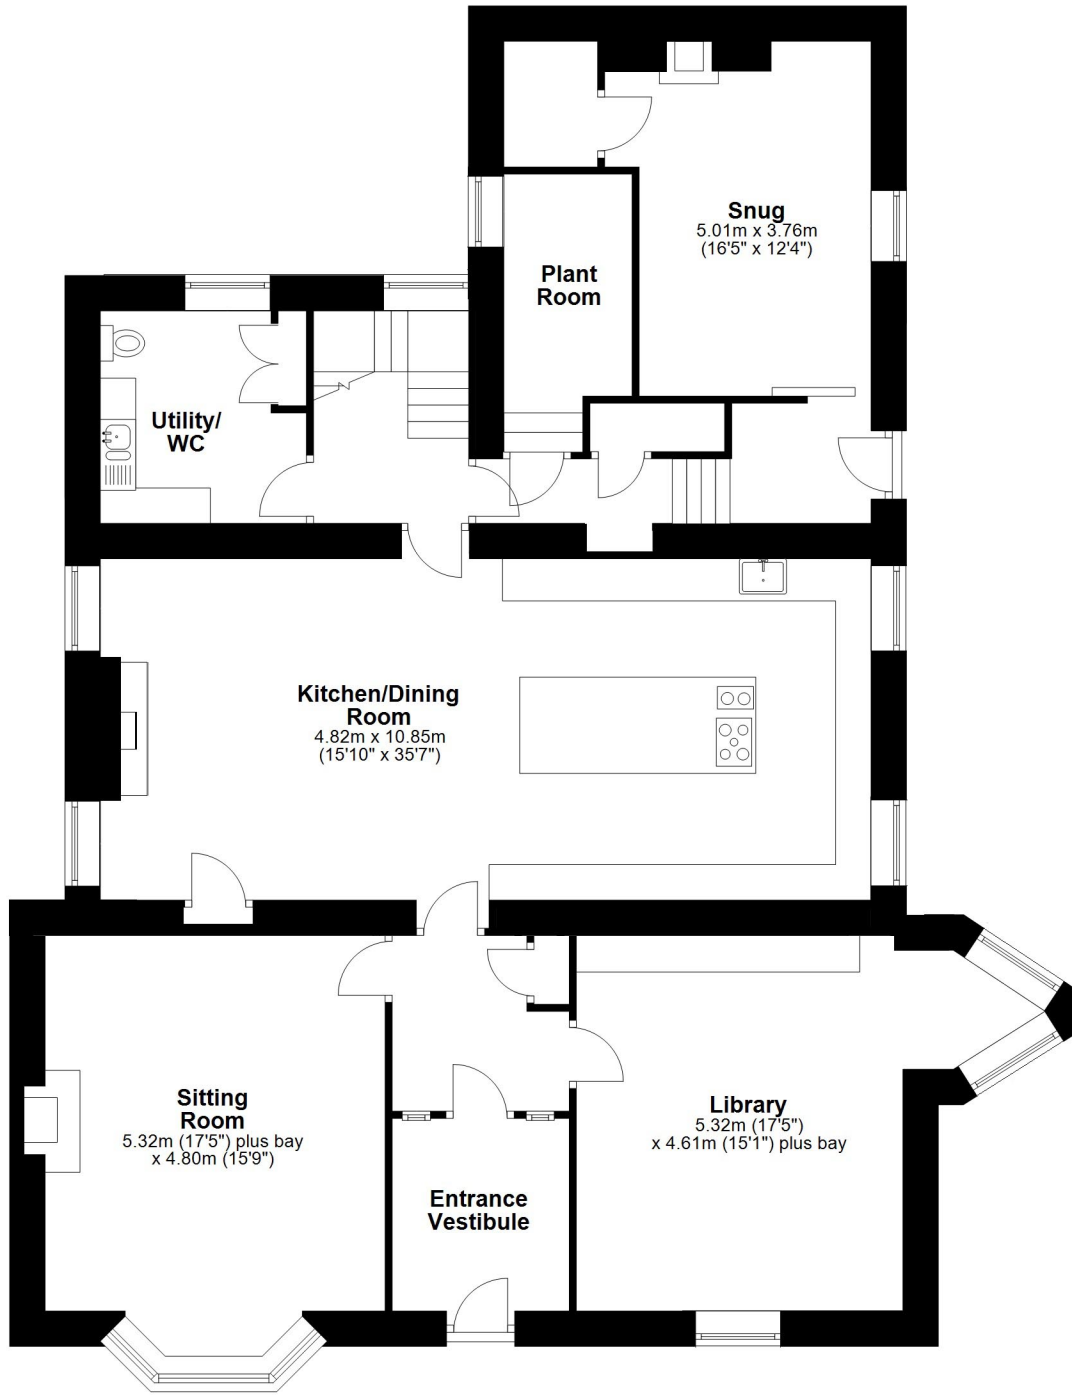 Snug
5.01m x 3.76m
(16'5" x 12'4")
Plant
Room
Utility/
WC
Kitchen/Dining
Room
4.82m x 10.85m
(15'10" x 35'7")
Sitting
Room
5.32m (17'5") plus bay
x 4.80m (15'9")
Library
5.32m (17'5")
x 4.61m (15'1") plus bay
Entrance
Vestibule